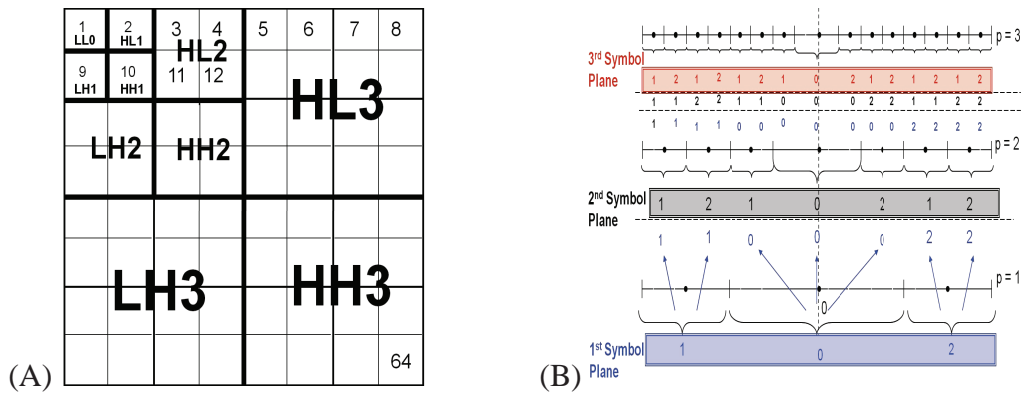 (A)
1 2 3 4 5 6 7 8
LL0 HL1 HL2
9 10 11 12
LH1 HH1
HL3
LH2 HH2
LH3 HH3
64
(B)
p = 3
3rd Symbol
Plane
1 2 1 2 1 2 1 0 2 1 2 1 2 1 2
1 1 2 2 1 1 0 0 0 2 2 1 1 2 2
1 1 1 1 0 0 0 0 0 0 0 2 2 2 2
p = 2
2nd Symbol
Plane
1 2 1 0 2 1 2
1 1 0 0 0 2 2
p = 1
0
1st Symbol
Plane
1 0 2